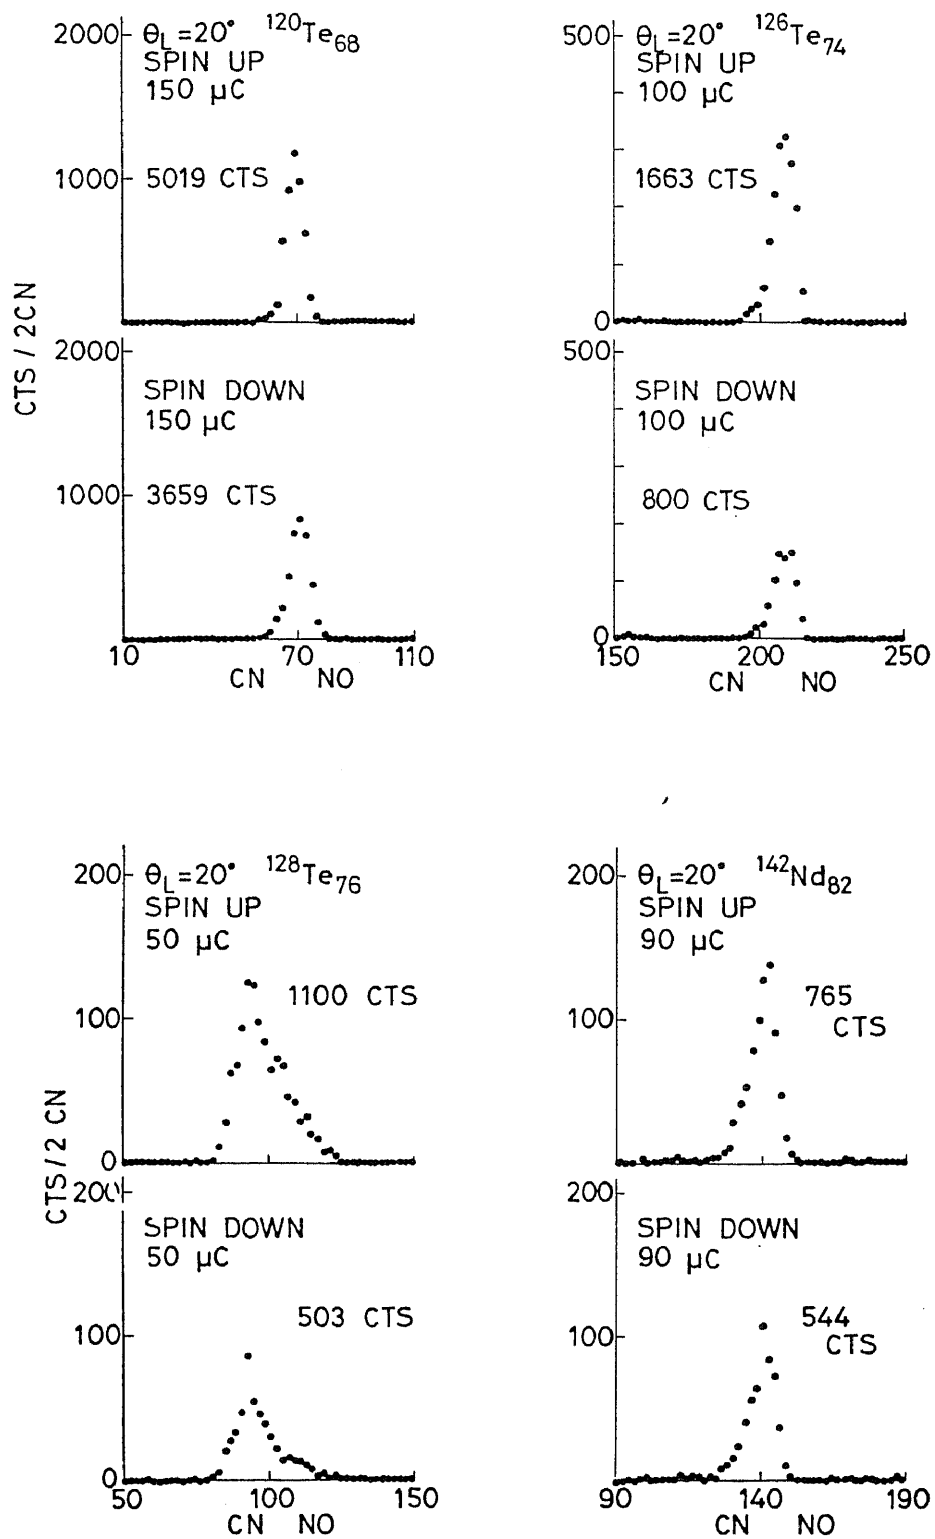 CTS / 2CN
2000
1000
0
θL=20° 120Te68
SPIN UP
150 μC
5019 CTS
2000
1000
0
SPIN DOWN
150 μC
3659 CTS
10 70 110
CN NO
500
0
θL=20° 126Te74
SPIN UP
100 μC
1663 CTS
500
0
SPIN DOWN
100 μC
800 CTS
150 200 250
CN NO
CTS/2 CN
200
100
0
θL=20° 128Te76
SPIN UP
50 μC
1100 CTS
200
100
0
SPIN DOWN
50 μC
503 CTS
50 100 150
CN NO
200
100
0
θL=20° 142Nd82
SPIN UP
90 μC
765
CTS
200
100
0
SPIN DOWN
90 μC
544
CTS
90 140 190
CN NO